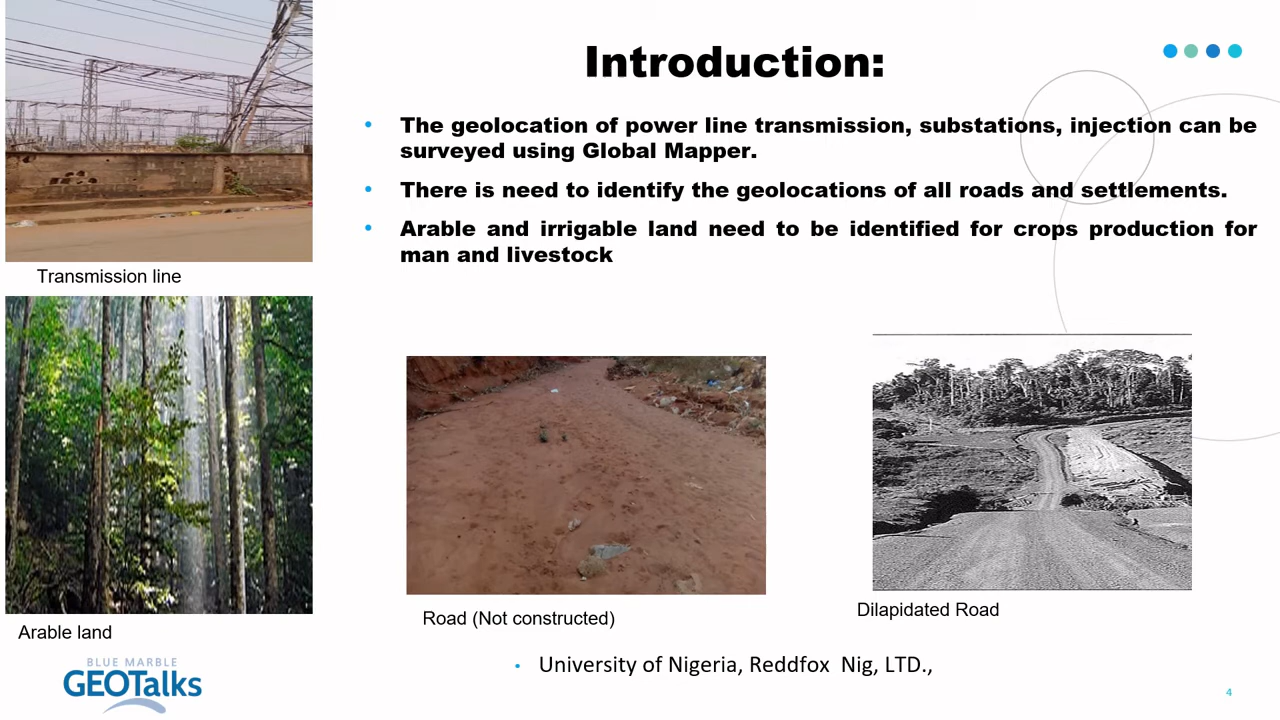 Introduction:
• The geolocation of power line transmission, substations, injection can be
surveyed using Global Mapper.
• There is need to identify the geolocations of all roads and settlements.
• Arable and irrigable land need to be identified for crops production for
man and livestock
Transmission line
Arable land
Road (Not constructed)
Dilapidated Road
• University of Nigeria, Reddfox Nig, LTD.,
BLUE MARBLE
GEOTalks
4